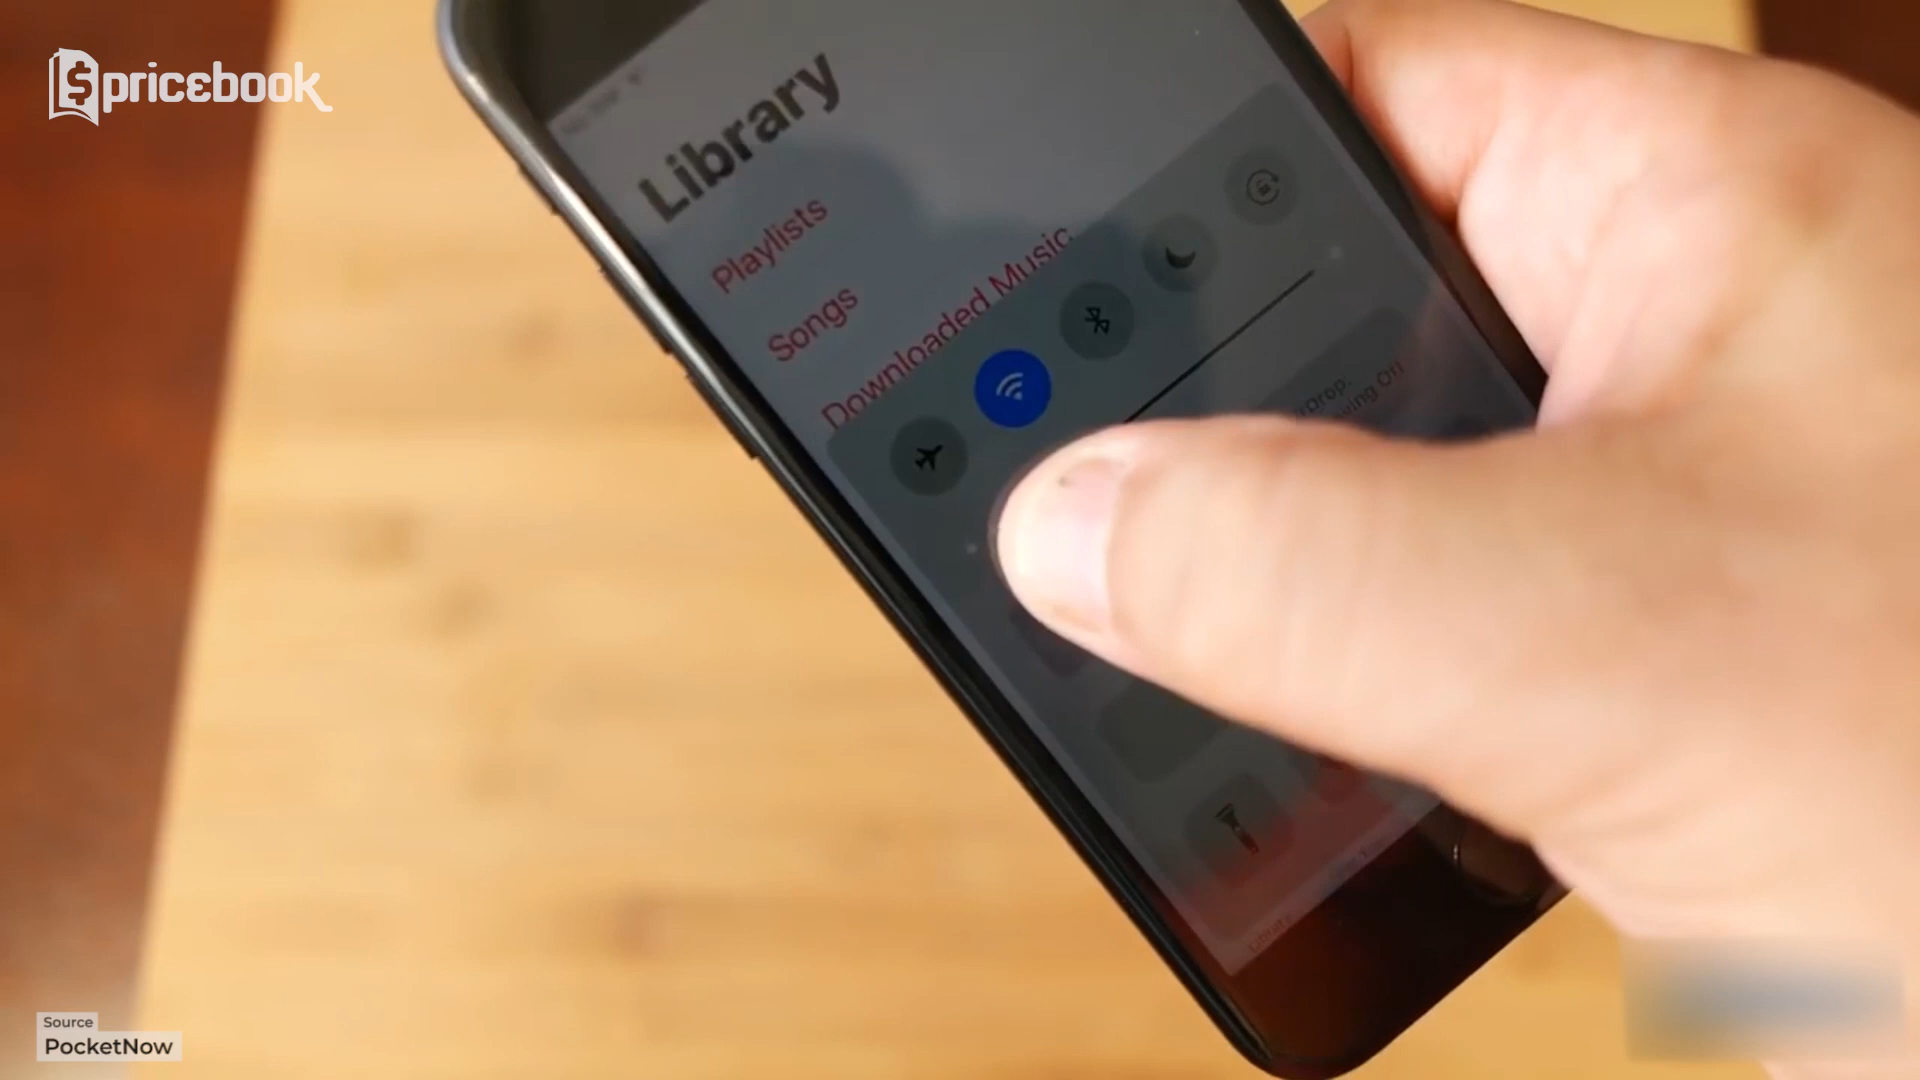 pricebook
Library
Playlists
Songs
Downloaded Music
Source
PocketNow